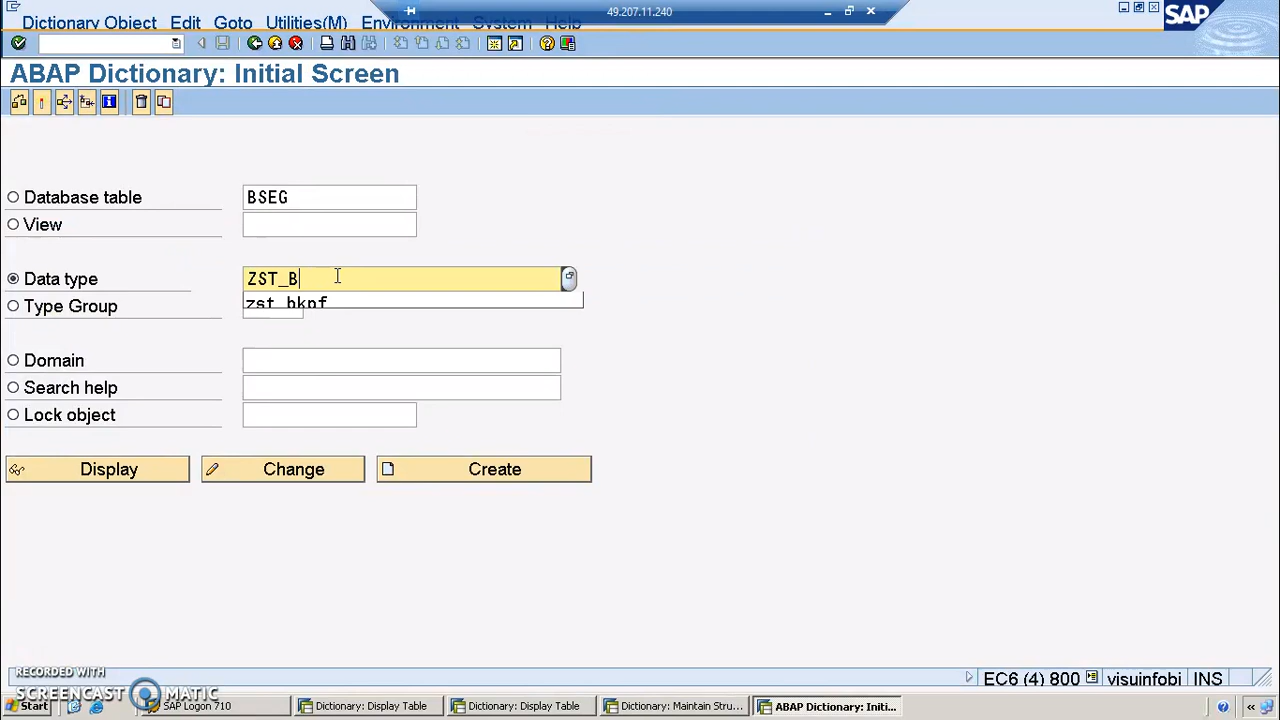 49.207.11.240
Dictionary Object Edit Goto Utilities(M) Environment System Help
SAP
ABAP Dictionary: Initial Screen
Database table BSEG
View
Data type ZST_B
zst_bkpf
Type Group
Domain
Search help
Lock object
Display Change Create
EC6 (4) 800 visuinfobi INS
RECORDED WITH
SCREENCAST MATIC
Start SAP Logon 710 Dictionary: Display Table Dictionary: Display Table Dictionary: Maintain Stru... ABAP Dictionary: Initi...